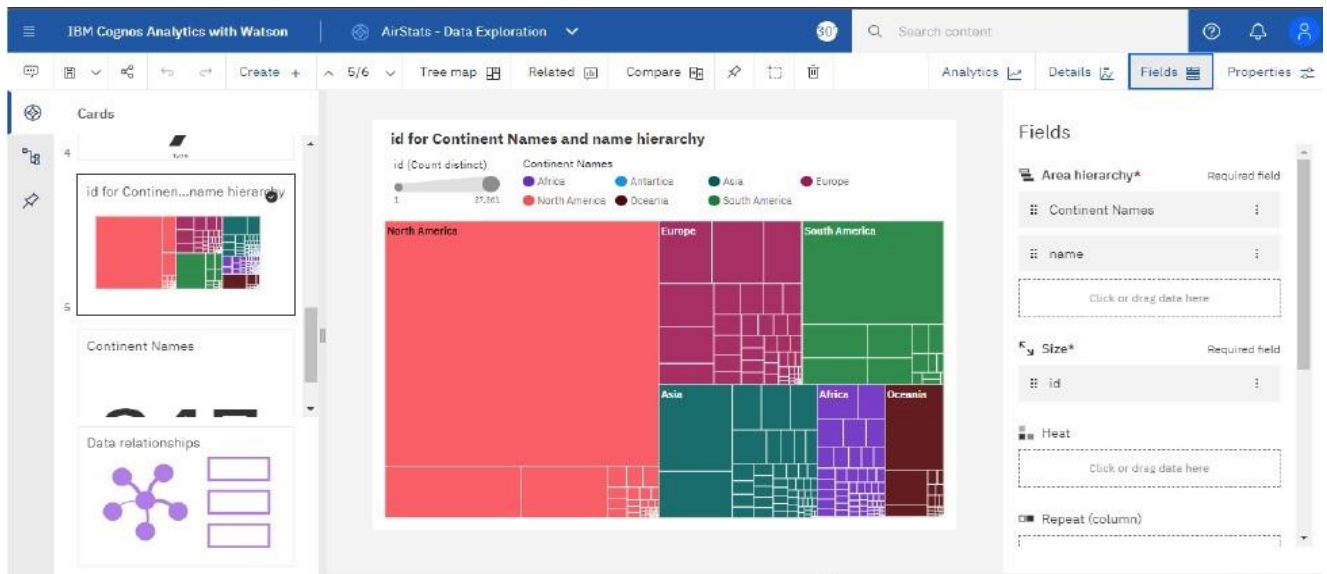 IBM Cognos Analytics with Watson
AirStats - Data Exploration
30
Search content
5/6
Create +
Tree map
Related
Compare
Analytics
Details
Fields
Properties
Cards
4
id for Continen...name hierarchy
5
Continent Names
Data relationships
id for Continent Names and name hierarchy
id (Count distinct)
1
Continent Names
Africa
Antartica
Asia
Europe
North America
Oceania
South America
North America
Europe
South America
Asia
Africa
Oceania
Fields
Area hierarchy*
Required field
Continent Names
name
Click or drag data here
Size*
Required field
id
Heat
Click or drag data here
Repeat (column)